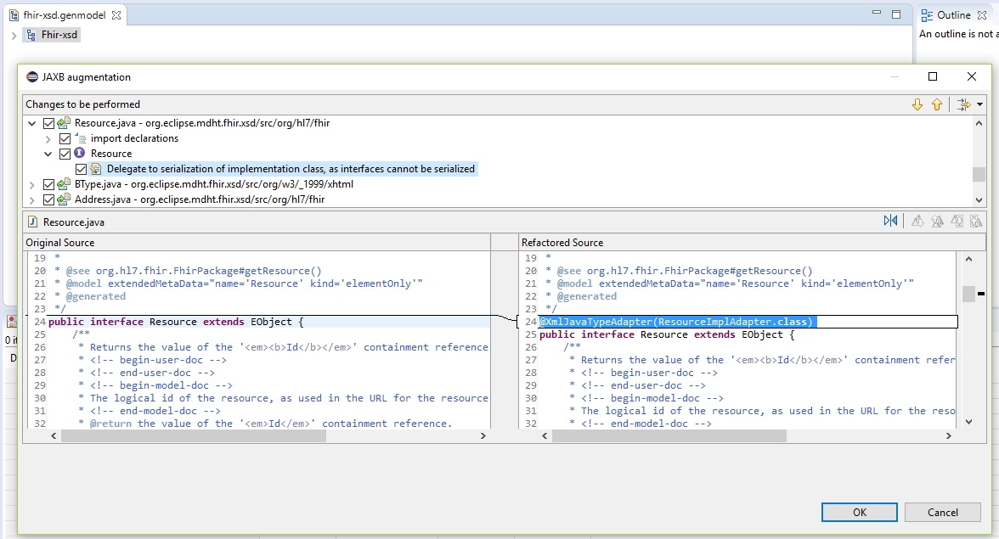 fhir-xsd.genmodel
Outline
Fhir-xsd
An outline is not a
JAXB augmentation
Changes to be performed
Resource.java - org.eclipse.mdht.fhir.xsd/src/org/hl7/fhir
import declarations
Resource
Delegate to serialization of implementation class, as interfaces cannot be serialized
BType.java - org.eclipse.mdht.fhir.xsd/src/org/w3/_1999/xhtml
Address.java - org.eclipse.mdht.fhir.xsd/src/org/hl7/fhir
Resource.java
Original Source
19 *
20 * @see org.hl7.fhir.FhirPackage#getResource()
21 * @model extendedMetaData="name='Resource' kind='elementOnly'"
22 * @generated
23 */
24 public interface Resource extends EObject {
25 /**
26 * Returns the value of the '<em><b>Id</b></em>' containment reference
27 * <!-- begin-user-doc -->
28 * <!-- end-user-doc -->
29 * <!-- begin-model-doc -->
30 * The logical id of the resource, as used in the URL for the resource
31 * <!-- end-model-doc -->
32 * @return the value of the '<em>Id</em>' containment reference.
Refactored Source
19 *
20 * @see org.hl7.fhir.FhirPackage#getResource()
21 * @model extendedMetaData="name='Resource' kind='elementOnly'"
22 * @generated
23 */
24 @XmlJavaTypeAdapter(ResourceImplAdapter.class)
25 public interface Resource extends EObject {
26 /**
27 * Returns the value of the '<em><b>Id</b></em>' containment refer
28 * <!-- begin-user-doc -->
29 * <!-- end-user-doc -->
30 * <!-- begin-model-doc -->
31 * The logical id of the resource, as used in the URL for the reso
32 * <!-- end-model-doc -->
0 it
D
OK
Cancel